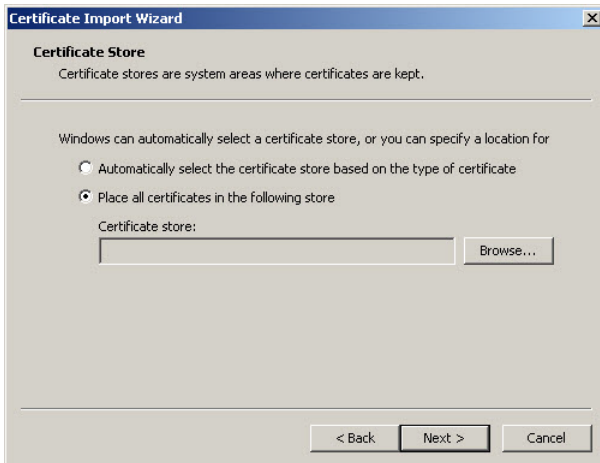 Certificate Import Wizard
Certificate Store
Certificate stores are system areas where certificates are kept.
Windows can automatically select a certificate store, or you can specify a location for
Automatically select the certificate store based on the type of certificate
Place all certificates in the following store
Certificate store:
Browse...
< Back Next > Cancel